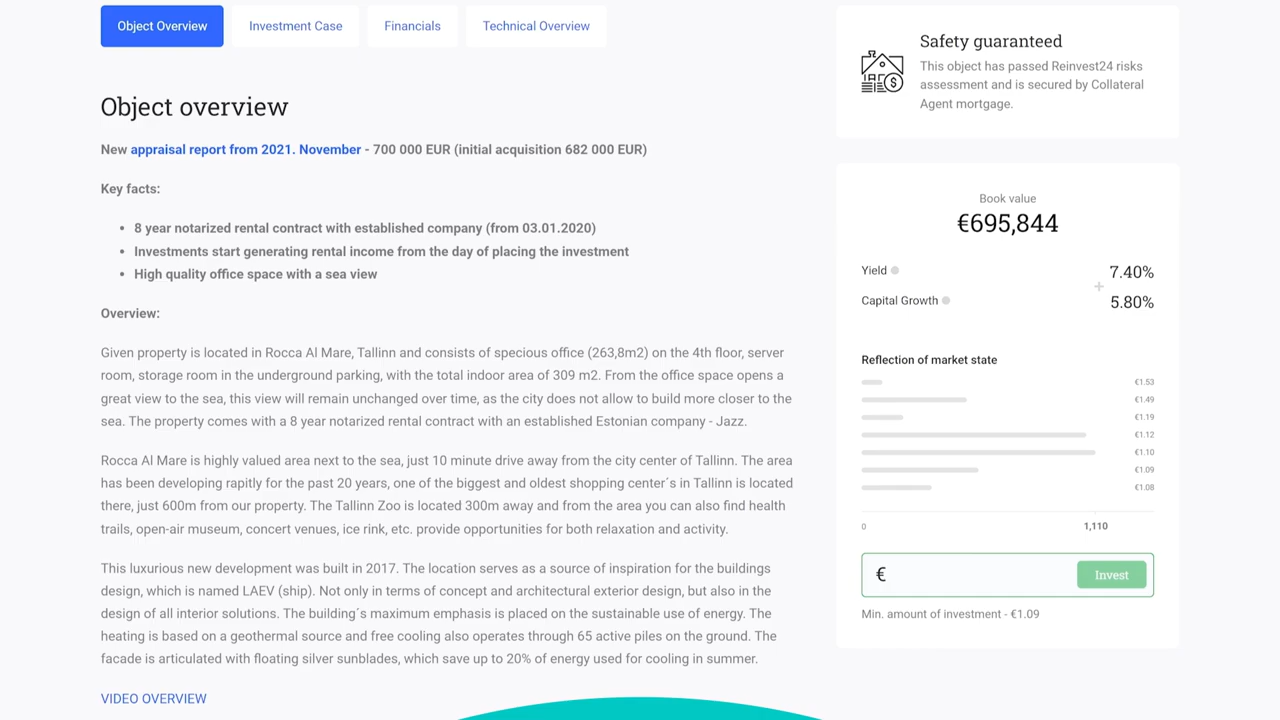 Object Overview
Investment Case
Financials
Technical Overview
Object overview
New appraisal report from 2021. November - 700 000 EUR (initial acquisition 682 000 EUR)
Key facts:
8 year notarized rental contract with established company (from 03.01.2020)
Investments start generating rental income from the day of placing the investment
High quality office space with a sea view
Overview:
Given property is located in Rocca Al Mare, Tallinn and consists of specious office (263,8m2) on the 4th floor, server
room, storage room in the underground parking, with the total indoor area of 309 m2. From the office space opens a
great view to the sea, this view will remain unchanged over time, as the city does not allow to build more closer to the
sea. The property comes with a 8 year notarized rental contract with an established Estonian company - Jazz.
Rocca Al Mare is highly valued area next to the sea, just 10 minute drive away from the city center of Tallinn. The area
has been developing rapitly for the past 20 years, one of the biggest and oldest shopping center´s in Tallinn is located
there, just 600m from our property. The Tallinn Zoo is located 300m away and from the area you can also find health
trails, open-air museum, concert venues, ice rink, etc. provide opportunities for both relaxation and activity.
This luxurious new development was built in 2017. The location serves as a source of inspiration for the buildings
design, which is named LAEV (ship). Not only in terms of concept and architectural exterior design, but also in the
design of all interior solutions. The building´s maximum emphasis is placed on the sustainable use of energy. The
heating is based on a geothermal source and free cooling also operates through 65 active piles on the ground. The
facade is articulated with floating silver sunblades, which save up to 20% of energy used for cooling in summer.
VIDEO OVERVIEW
Safety guaranteed
This object has passed Reinvest24 risks
assessment and is secured by Collateral
Agent mortgage.
Book value
€695,844
Yield 7.40%
+
Capital Growth 5.80%
Reflection of market state
€1.53
€1.49
€1.19
€1.12
€1.10
€1.09
€1.08
0 1,110
€ Invest
Min. amount of investment - €1.09